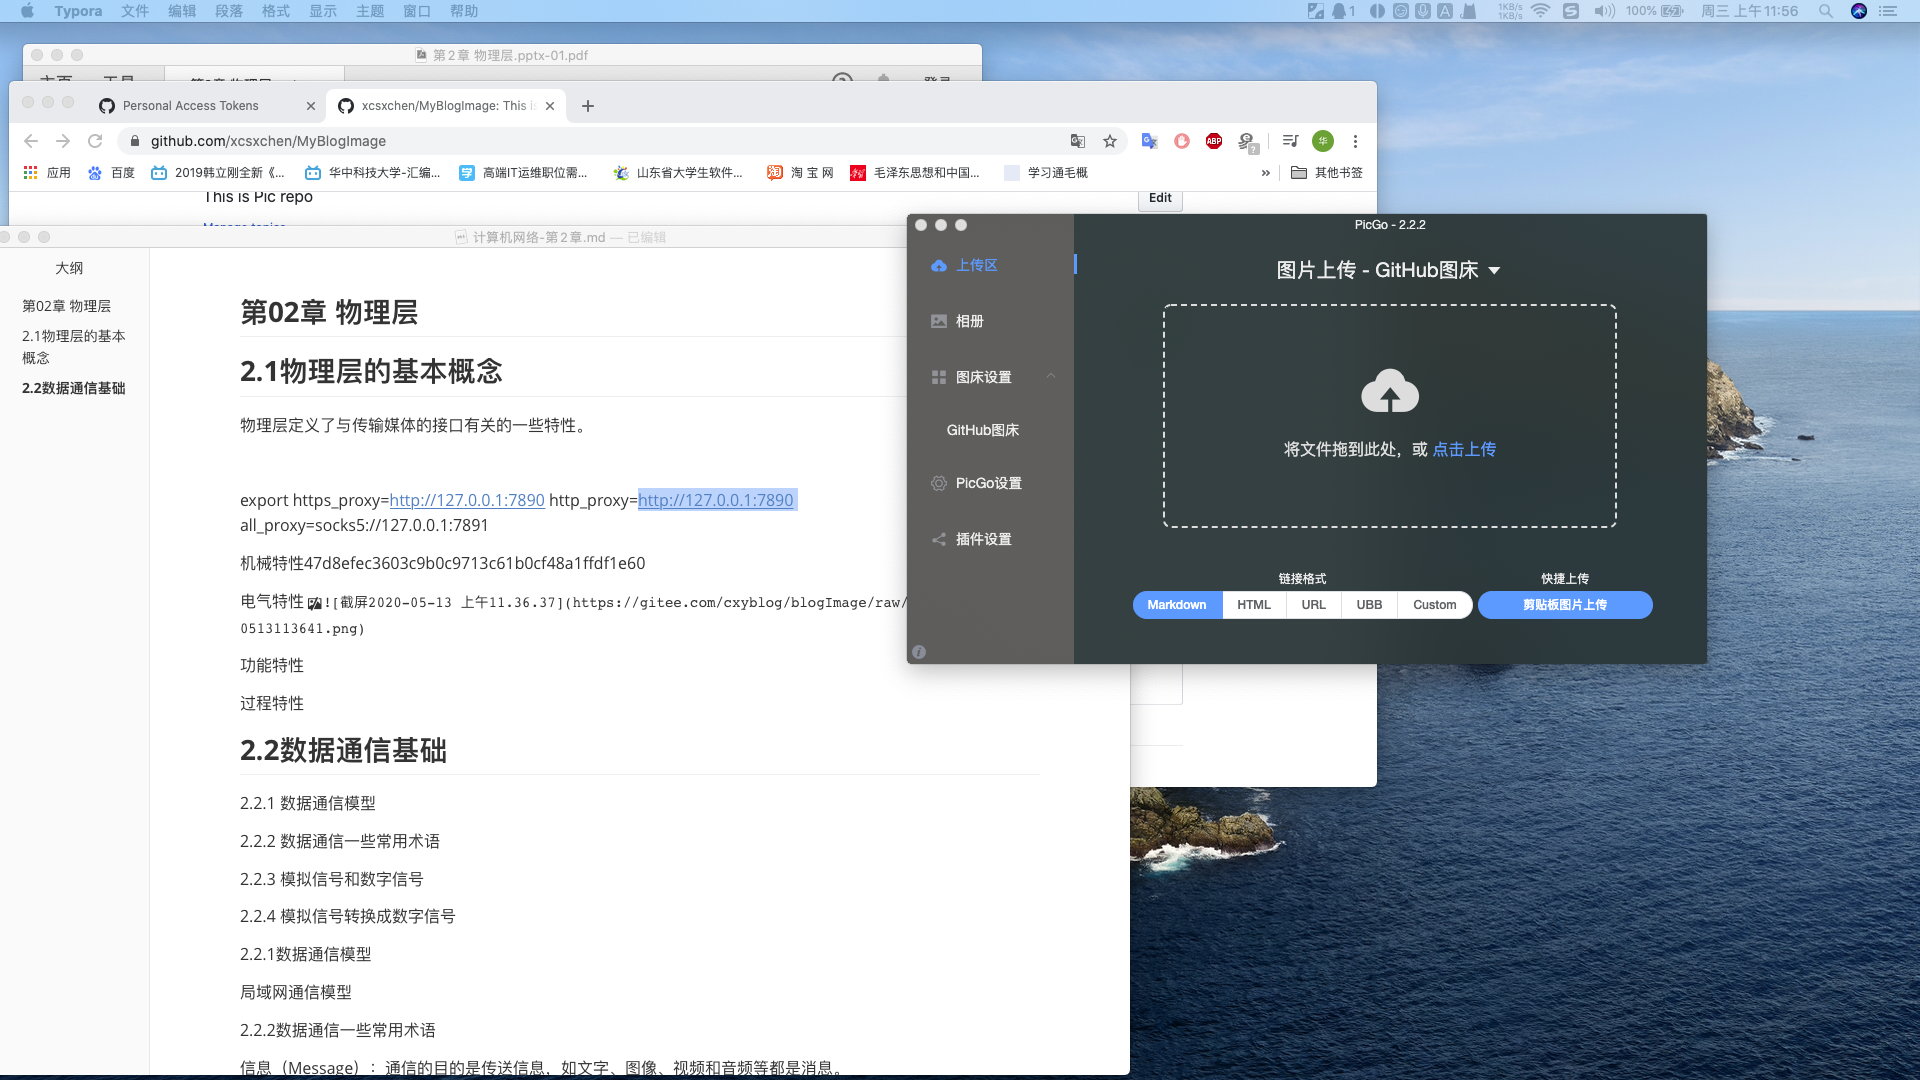 Typora 文件 编辑 段落 格式 显示 主题 窗口 帮助
1 1KB/s 1KB/s 100% 周三 上午11:56
第2章 物理层.pptx-01.pdf
Personal Access Tokens
xcsxchen/MyBlogImage: This is
github.com/xcsxchen/MyBlogImage
应用 百度 2019韩立刚全新《... 华中科技大学-汇编... 高端IT运维职位需... 山东省大学生软件... 淘 宝 网 毛泽东思想和中国... 学习通毛概 » 其他书签
This is Pic repo
Edit
计算机网络-第2章.md — 已编辑
大纲
第02章 物理层
2.1物理层的基本
概念
2.2数据通信基础
第02章 物理层
2.1物理层的基本概念
物理层定义了与传输媒体的接口有关的一些特性。
export https_proxy=http://127.0.0.1:7890 http_proxy=http://127.0.0.1:7890
all_proxy=socks5://127.0.0.1:7891
机械特性47d8efec3603c9b0c9713c61b0cf48a1ffdf1e60
电气特性 ![截屏2020-05-13 上午11.36.37](https://gitee.com/cxyblog/blogImage/raw/
0513113641.png)
功能特性
过程特性
2.2数据通信基础
2.2.1 数据通信模型
2.2.2 数据通信一些常用术语
2.2.3 模拟信号和数字信号
2.2.4 模拟信号转换成数字信号
2.2.1数据通信模型
局域网通信模型
2.2.2数据通信一些常用术语
信息（Message）：通信的目的是传送信息，如文字、图像、视频和音频等都是消息。
PicGo - 2.2.2
上传区
相册
图床设置
GitHub图床
PicGo设置
插件设置
图片上传 - GitHub图床
将文件拖到此处，或 点击上传
链接格式
Markdown HTML URL UBB Custom
快捷上传
剪贴板图片上传